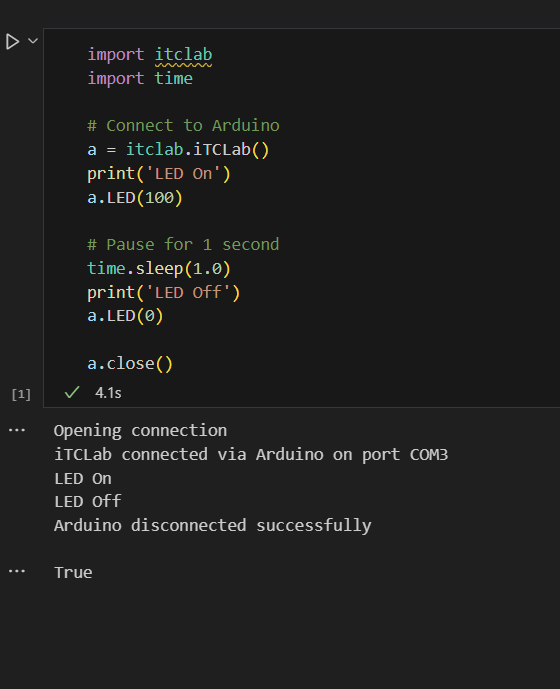 import itclab
import time
# Connect to Arduino
a = itclab.iTCLab()
print('LED On')
a.LED(100)
# Pause for 1 second
time.sleep(1.0)
print('LED Off')
a.LED(0)
a.close()
[1]
4.1s
Opening connection
iTCLab connected via Arduino on port COM3
LED On
LED Off
Arduino disconnected successfully
True